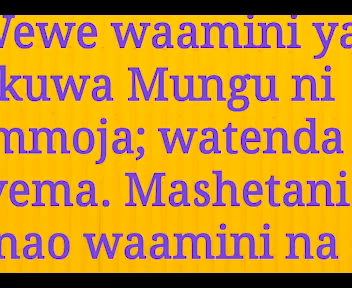 Wewe waamini ya
kuwa Mungu ni
mmoja; watenda
vema. Mashetani
nao waamini na